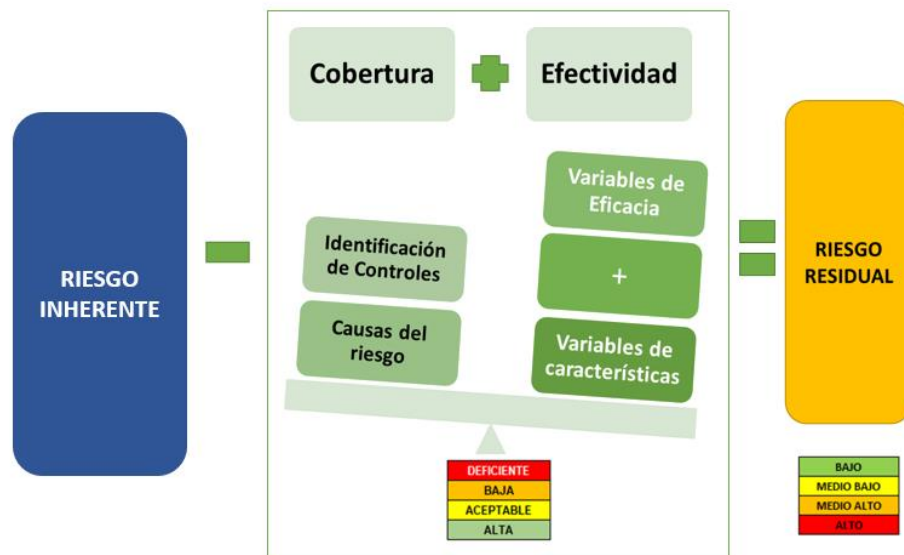 Cobertura
Efectividad
RIESGO
INHERENTE
Identificación
de Controles
Causas del
riesgo
Variables de
Eficacia
+
Variables de
características
RIESGO
RESIDUAL
DEFICIENTE
BAJA
ACEPTABLE
ALTA
BAJO
MEDIO BAJO
MEDIO ALTO
ALTO